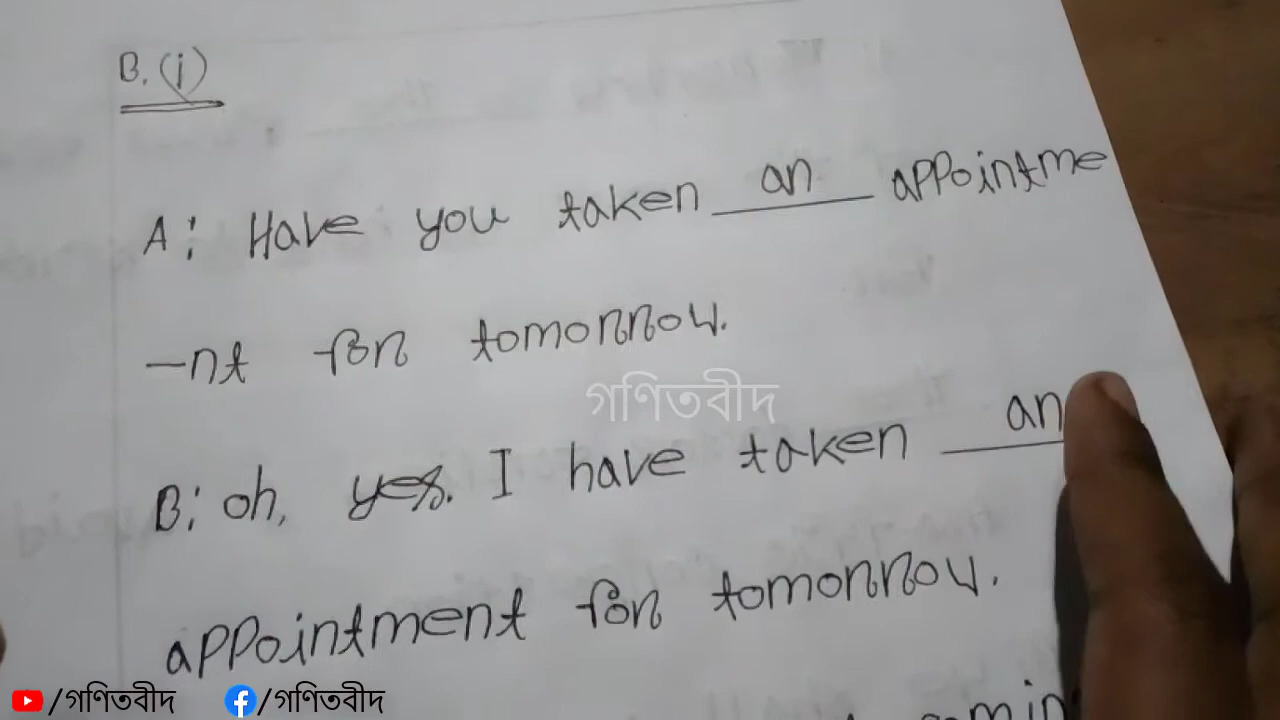 B. (i)
A: Have you taken an appointme
-nt for tomorrow.
গণিতবীদ
B: oh, yes. I have taken an
appointment for tomorrow.
/গণিতবীদ /গণিতবীদ